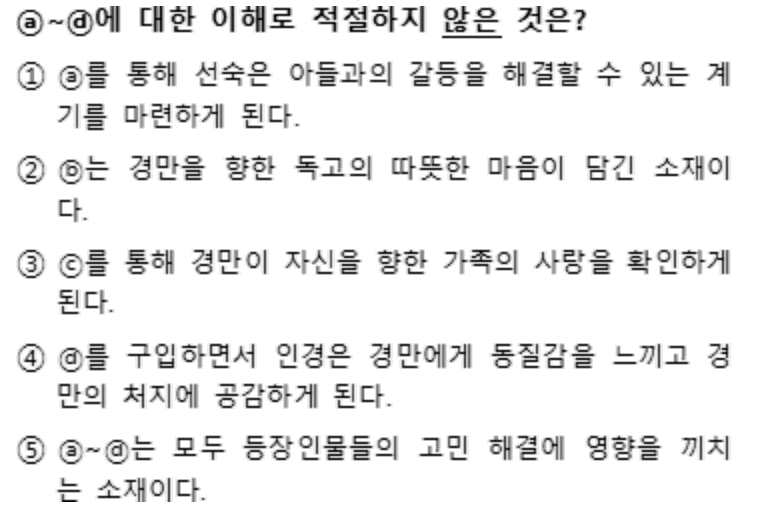 ⓐ~ⓓ에 대한 이해로 적절하지 않은 것은?
① ⓐ를 통해 선숙은 아들과의 갈등을 해결할 수 있는 계
기를 마련하게 된다.
② ⓑ는 경만을 향한 독고의 따뜻한 마음이 담긴 소재이
다.
③ ⓒ를 통해 경만이 자신을 향한 가족의 사랑을 확인하게
된다.
④ ⓓ를 구입하면서 인경은 경만에게 동질감을 느끼고 경
만의 처지에 공감하게 된다.
⑤ ⓐ~ⓓ는 모두 등장인물들의 고민 해결에 영향을 끼치
는 소재이다.